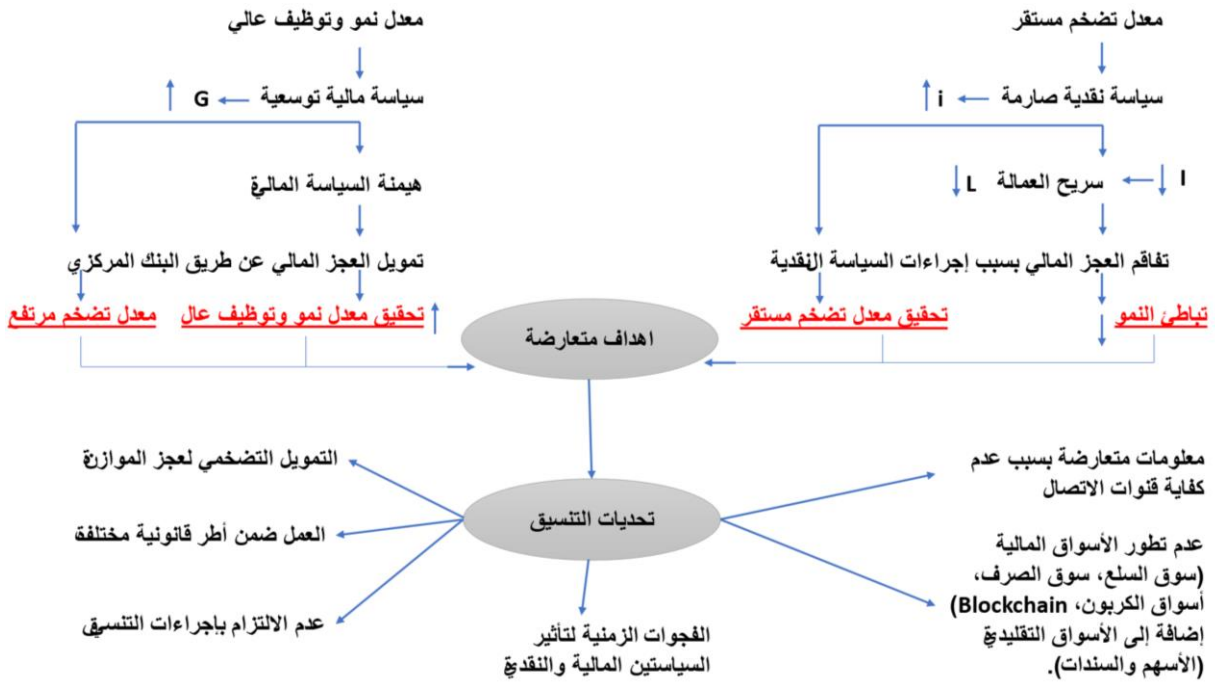 معدل تضخم مستقر
سياسة نقدية صارمة
i
I
سريح العمالة
L
تفاقم العجز المالي بسبب إجراءات السياسة النقدية
تباطئ النمو
تحقيق معدل تضخم مستقر
معدل نمو وتوظيف عالي
سياسة مالية توسعية
G
هيمنة السياسة المالية
تمويل العجز المالي عن طريق البنك المركزي
تحقيق معدل نمو وتوظيف عال
معدل تضخم مرتفع
اهداف متعارضة
تحديات التنسيق
معلومات متعارضة بسبب عدم
كفاية قنوات الاتصال
عدم تطور الأسواق المالية
(سوق السلع، سوق الصرف،
أسواق الكربون، Blockchain)
إضافة إلى الأسواق التقليدية
(الأسهم والسندات).
الفجوات الزمنية لتأثير
السياستين المالية والنقدية
التمويل التضخمي لعجز الموازنة
العمل ضمن أطر قانونية مختلفة
عدم الالتزام بإجراءات التنسيق